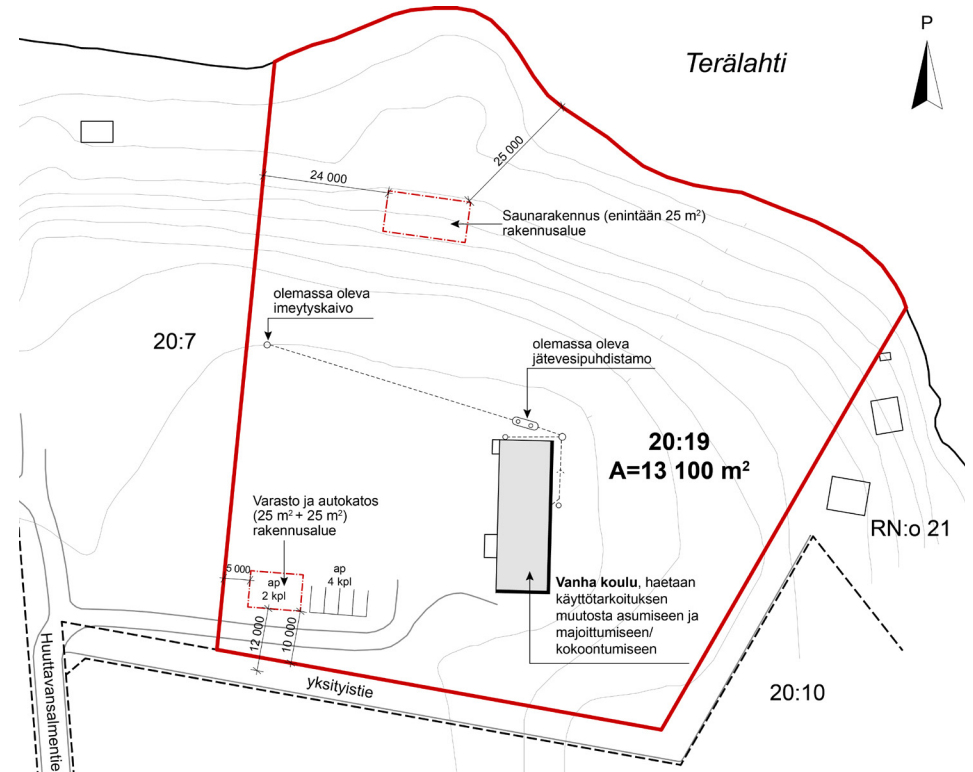 P
Terälahti
25 000
24 000
Saunarakennus (enintään 25 m²)
rakennusalue
olemassa oleva
imeytyskaivo
20:7
olemassa oleva
jätevesipuhdistamo
20:19
A=13 100 m²
Varasto ja autokatos
(25 m² + 25 m²)
rakennusalue
RN:o 21
5 000
ap
2 kpl
ap
4 kpl
Vanha koulu, haetaan
käyttötarkoituksen
muutosta asumiseen ja
majoittumiseen/
kokoontumiseen
12 000
10 000
yksityistie
20:10
Huuttavansalmentie